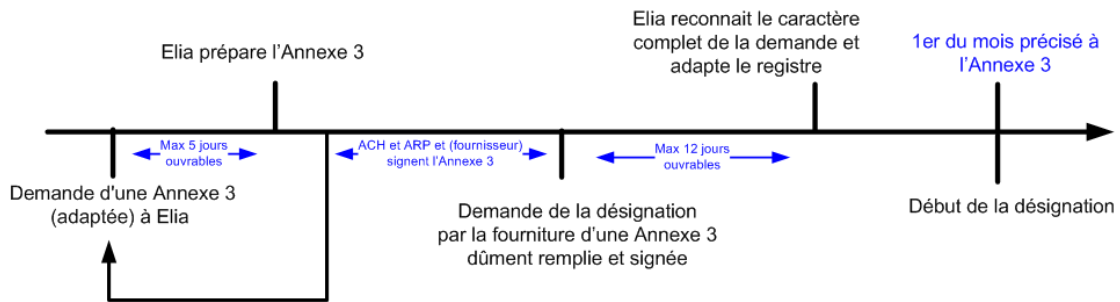 Elia prépare l'Annexe 3
Elia reconnait le caractère
complet de la demande et
adapte le registre
1er du mois précisé à
l'Annexe 3
Max 5 jours
ouvrables
ACH et ARP et (fournisseur)
signent l'Annexe 3
Max 12 jours
ouvrables
Demande d'une Annexe 3
(adaptée) à Elia
Demande de la désignation
par la fourniture d'une Annexe 3
dûment remplie et signée
Début de la désignation